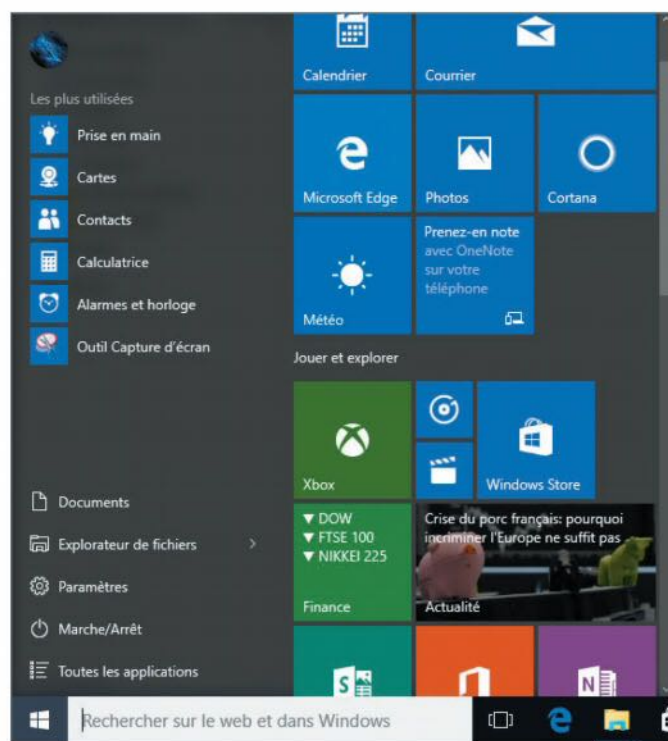 Les plus utilisées
Prise en main
Cartes
Contacts
Calculatrice
Alarmes et horloge
Outil Capture d'écran
Documents
Explorateur de fichiers
Paramètres
Marche/Arrêt
Toutes les applications
Calendrier
Courrier
Microsoft Edge
Photos
Cortana
Météo
Prenez-en note
avec OneNote
sur votre
téléphone
Jouer et explorer
Xbox
Windows Store
DOW
FTSE 100
NIKKEI 225
Finance
Crise du porc français: pourquoi
incriminer l'Europe ne suffit pas
Actualité
Rechercher sur le web et dans Windows